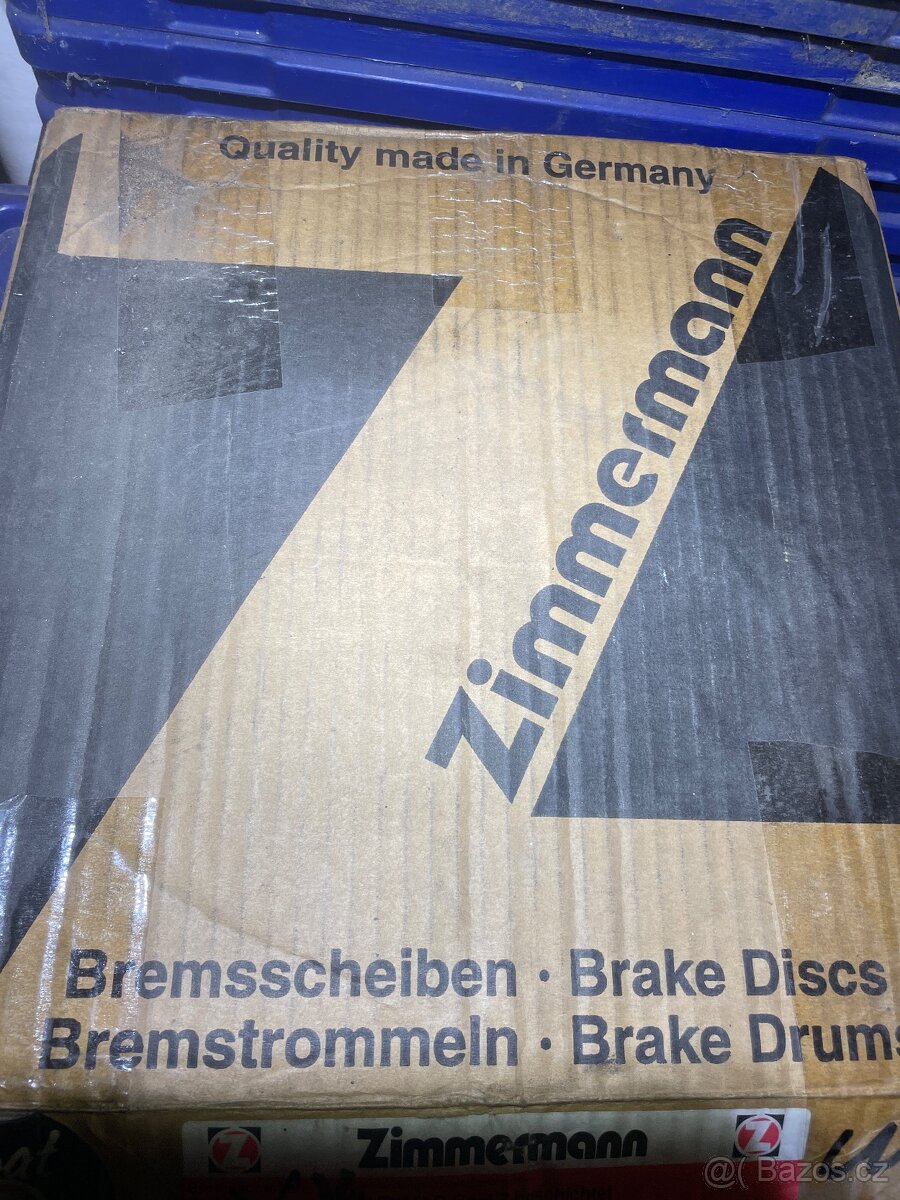 Quality made in Germany
Zimmermann
Bremsscheiben · Brake Discs
Bremstrommeln · Brake Drums
Z Zimmermann Z
Bazos.cz